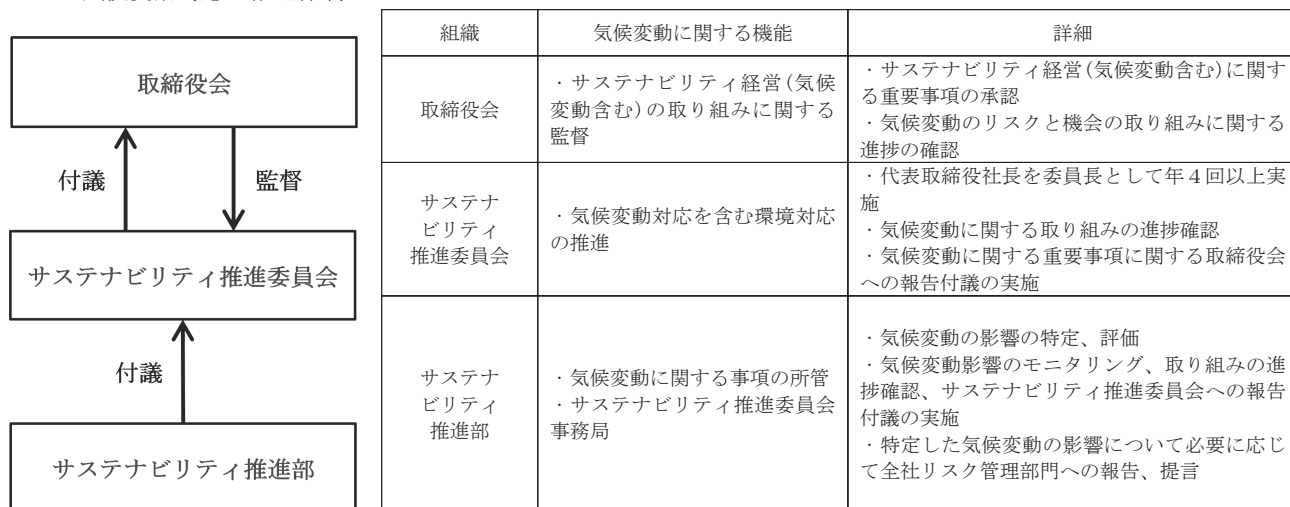 取締役会
付議
監督
サステナビリティ推進委員会
付議
サステナビリティ推進部
組織
気候変動に関する機能
詳細
取締役会
・サステナビリティ経営(気候
変動含む)の取り組みに関する
監督
・サステナビリティ経営(気候変動含む)に関す
る重要事項の承認
・気候変動のリスクと機会の取り組みに関する
進捗の確認
サステナ
ビリティ
推進委員会
・気候変動対応を含む環境対応
の推進
・代表取締役社長を委員長として年4回以上実
施
・気候変動に関する取り組みの進捗確認
・気候変動に関する重要事項に関する取締役会
への報告付議の実施
サステナ
ビリティ
推進部
・気候変動に関する事項の所管
・サステナビリティ推進委員会
事務局
・気候変動の影響の特定、評価
・気候変動影響のモニタリング、取り組みの進
捗確認、サステナビリティ推進委員会への報告
付議の実施
・特定した気候変動の影響について必要に応じ
て全社リスク管理部門への報告、提言